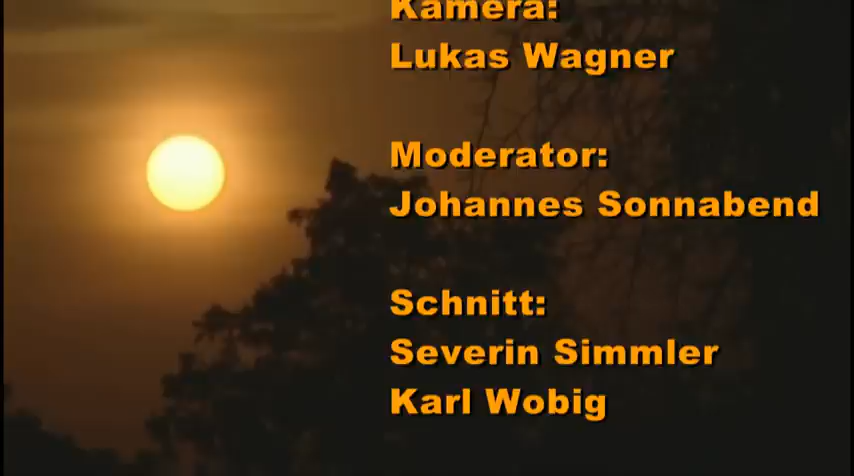 Kamera:
Lukas Wagner
Moderator:
Johannes Sonnabend
Schnitt:
Severin Simmler
Karl Wobig